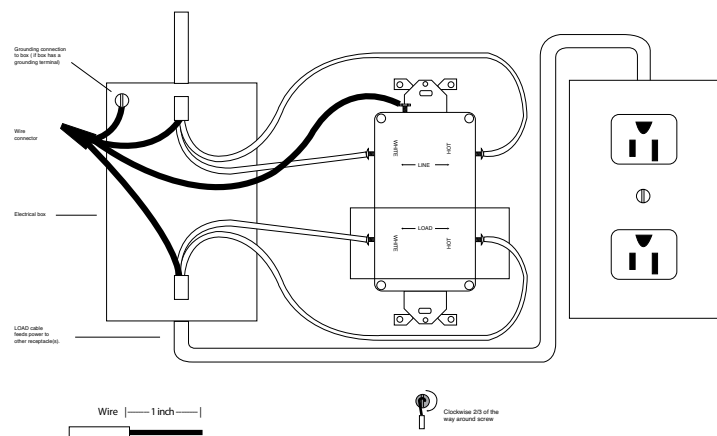 Grounding connection
to box ( if box has a
grounding terminal)
Wire
connector
Electrical box
LOAD cable
feeds power to
other receptacle(s).
WHITE
HOT
LINE
LOAD
WHITE
HOT
Wire
1 inch
Clockwise 2/3 of the
way around screw